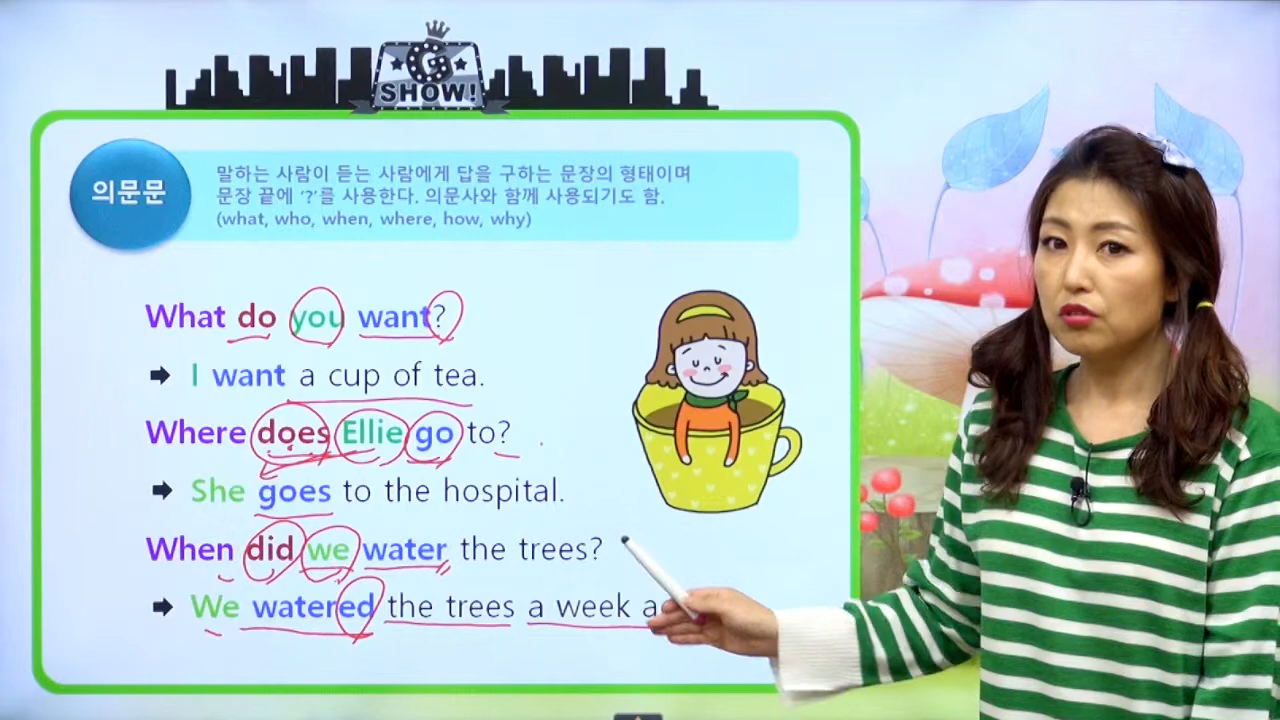 G
SHOW!
의문문
말하는 사람이 듣는 사람에게 답을 구하는 문장의 형태이며
문장 끝에 '?'를 사용한다. 의문사와 함께 사용되기도 함.
(what, who, when, where, how, why)
What do you want?
➡ I want a cup of tea.
Where does Ellie go to?
➡ She goes to the hospital.
When did we water the trees?
➡ We watered the trees a week a